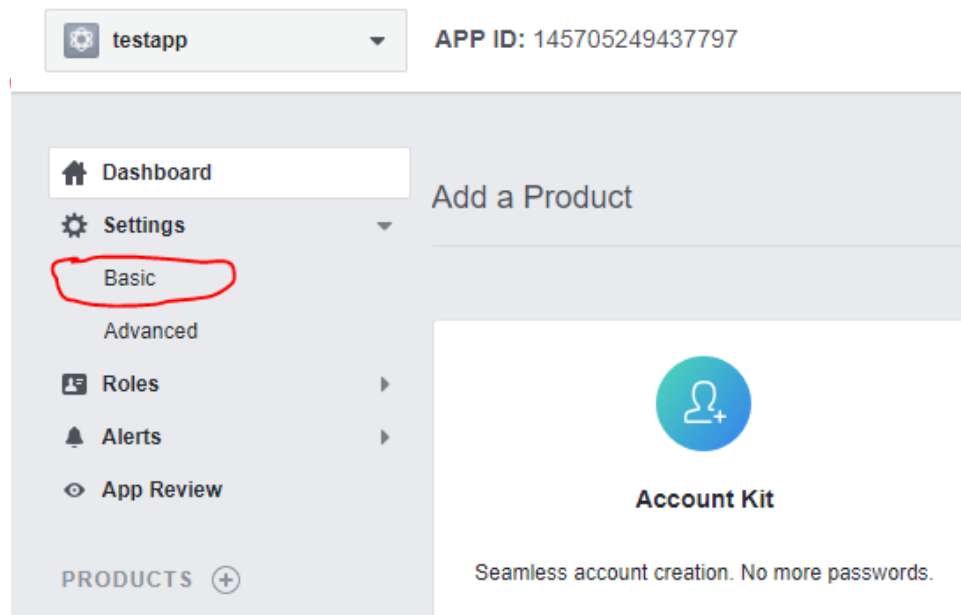 testapp
APP ID: 145705249437797
Dashboard
Add a Product
Settings
Basic
Advanced
Roles
Alerts
App Review
Account Kit
Seamless account creation. No more passwords.
PRODUCTS